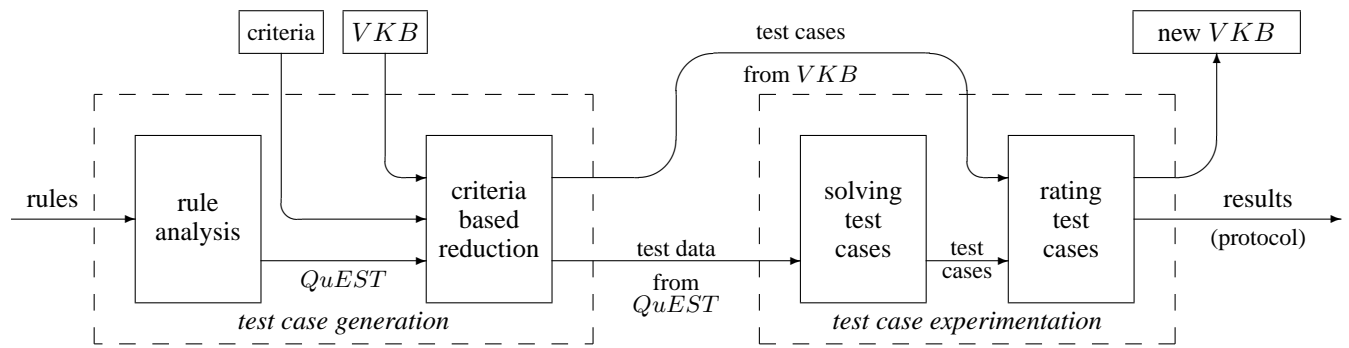 criteria
VKB
test cases
from VKB
new VKB
rules
rule
analysis
QuEST
criteria
based
reduction
test data
from
QuEST
solving
test
cases
test
cases
rating
test
cases
results
(protocol)
test case generation
test case experimentation